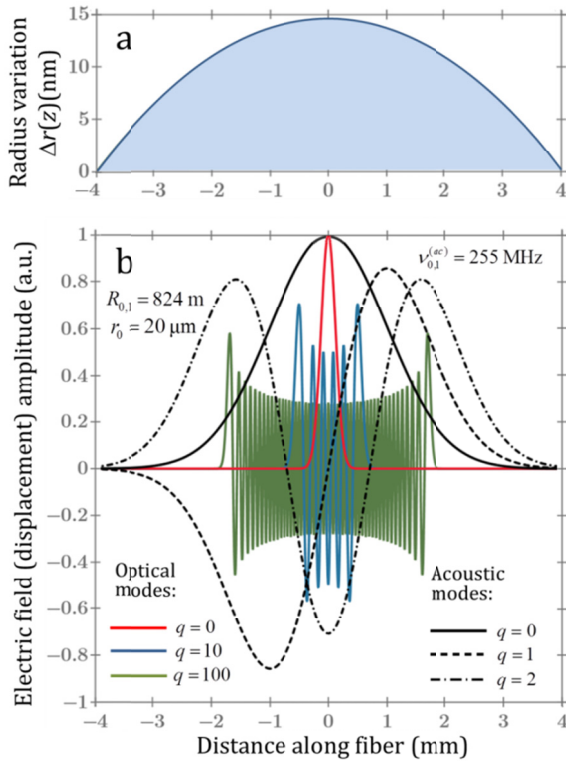 Radius variation
Δr(z)(nm)
a
15
10
5
0
−4 −3 −2 −1 0 1 2 3 4
Electric field (displacement) amplitude (a.u.)
b
ν₀,₁⁽ᵃᶜ⁾ = 255 MHz
R₀,₁ = 824 m
r₀ = 20 μm
1
0.8
0.6
0.4
0.2
0
−0.2
−0.4
−0.6
−0.8
−1
Optical
modes:
q = 0
q = 10
q = 100
Acoustic
modes:
q = 0
q = 1
q = 2
−4 −3 −2 −1 0 1 2 3 4
Distance along fiber (mm)